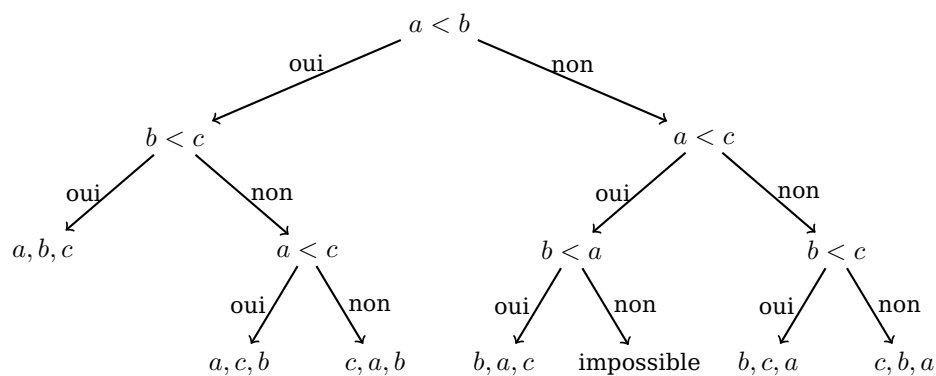 a < b
oui non
b < c a < c
oui non oui non
a, b, c a < c b < a b < c
oui non oui non oui non
a, c, b c, a, b b, a, c impossible b, c, a c, b, a